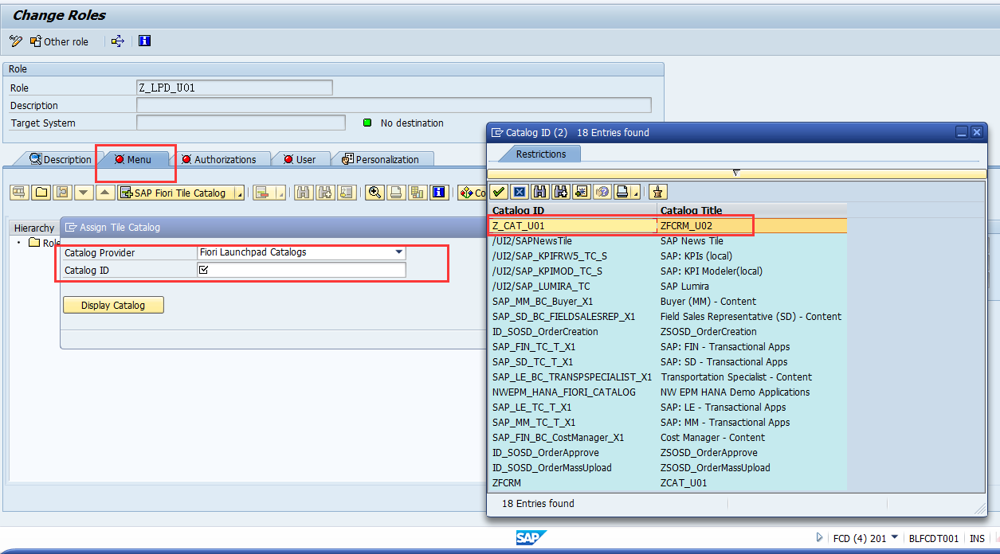 Change Roles
Other role
Role
Role Z_LPD_U01
Description
Target System No destination
Description Menu Authorizations User Personalization
SAP Fiori Tile Catalog Co
Hierarchy
Role
Assign Tile Catalog
Catalog Provider Fiori Launchpad Catalogs
Catalog ID
Display Catalog
Catalog ID (2) 18 Entries found
Restrictions
Catalog ID Catalog Title
Z_CAT_U01 ZFCRM_U02
/UI2/SAPNewsTile SAP News Tile
/UI2/SAP_KPIFRW5_TC_S SAP: KPIs (local)
/UI2/SAP_KPIMOD_TC_S SAP: KPI Modeler(local)
/UI2/SAP_LUMIRA_TC SAP Lumira
SAP_MM_BC_Buyer_X1 Buyer (MM) - Content
SAP_SD_BC_FIELDSALESREP_X1 Field Sales Representative (SD) - Content
ID_SOSD_OrderCreation ZSOSD_OrderCreation
SAP_FIN_TC_T_X1 SAP: FIN - Transactional Apps
SAP_SD_TC_T_X1 SAP: SD - Transactional Apps
SAP_LE_BC_TRANSPSPECIALIST_X1 Transportation Specialist - Content
NWEPM_HANA_FIORI_CATALOG NW EPM HANA Demo Applications
SAP_LE_TC_T_X1 SAP: LE - Transactional Apps
SAP_MM_TC_T_X1 SAP: MM - Transactional Apps
SAP_FIN_BC_CostManager_X1 Cost Manager - Content
ID_SOSD_OrderApprove ZSOSD_OrderApprove
ID_SOSD_OrderMassUpload ZSOSD_OrderMassUpload
ZFCRM ZCAT_U01
18 Entries found
SAP FCD (4) 201 BLFCDT001 INS